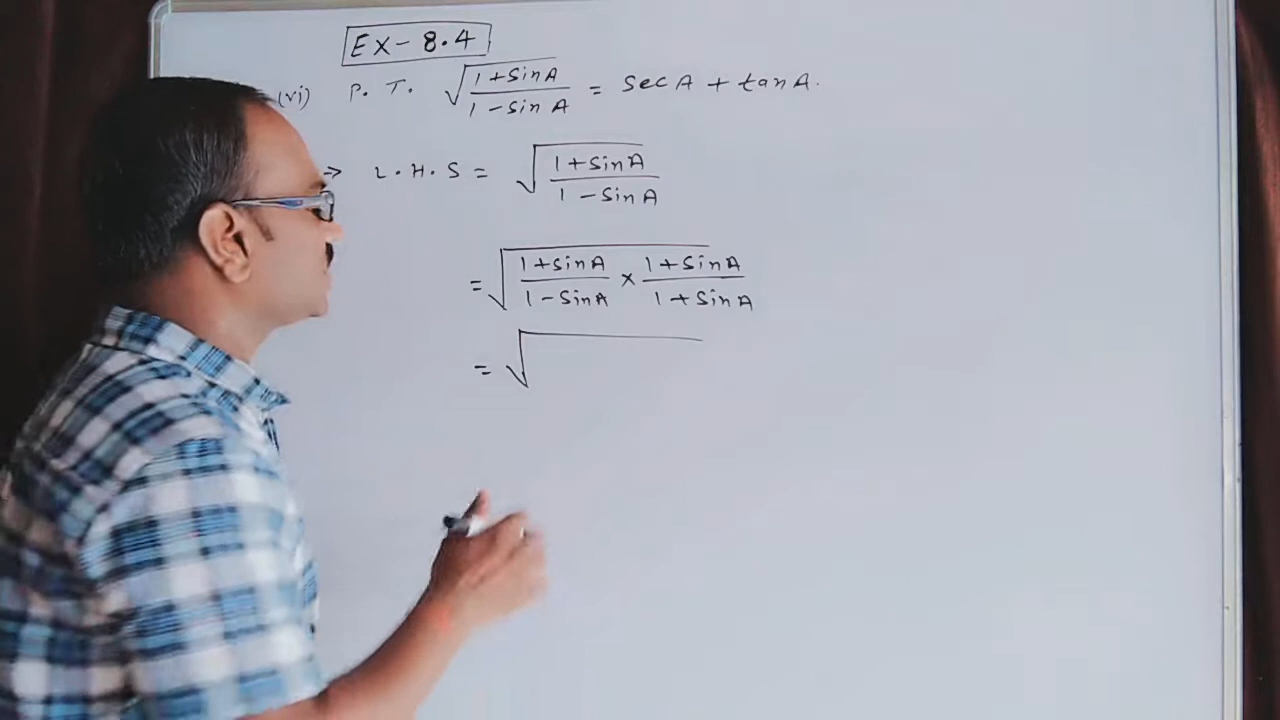 EX-8.4
(vi) P. T. √(1+sinA / 1-sinA) = secA + tanA.
→ L.H.S = √(1+sinA / 1-sinA)
= √(1+sinA / 1-sinA × 1+sinA / 1+sinA)
= √